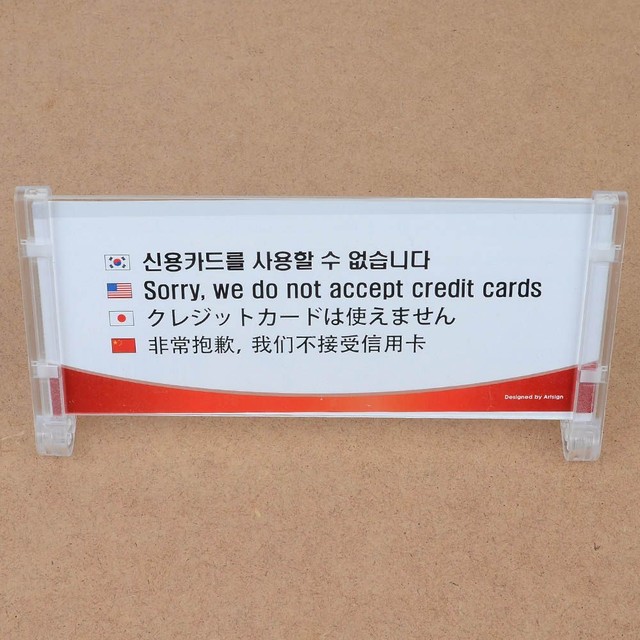 신용카드를 사용할 수 없습니다
Sorry, we do not accept credit cards
クレジットカードは使えません
非常抱歉, 我们不接受信用卡
Designed by Artsign